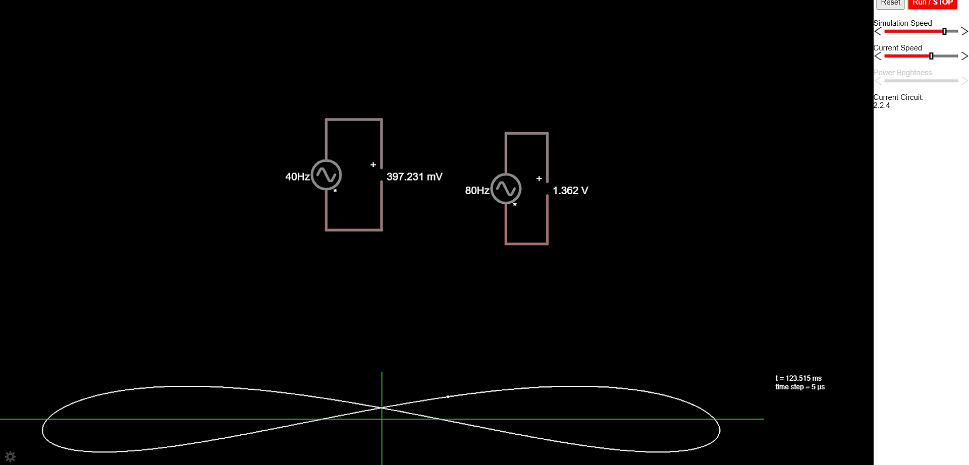 Reset Run / STOP
Simulation Speed
Current Speed
Power Brightness
Current Circuit:
2.2.4
40Hz + 397.231 mV
80Hz + 1.362 V
t = 123.515 ms
time step = 5 µs